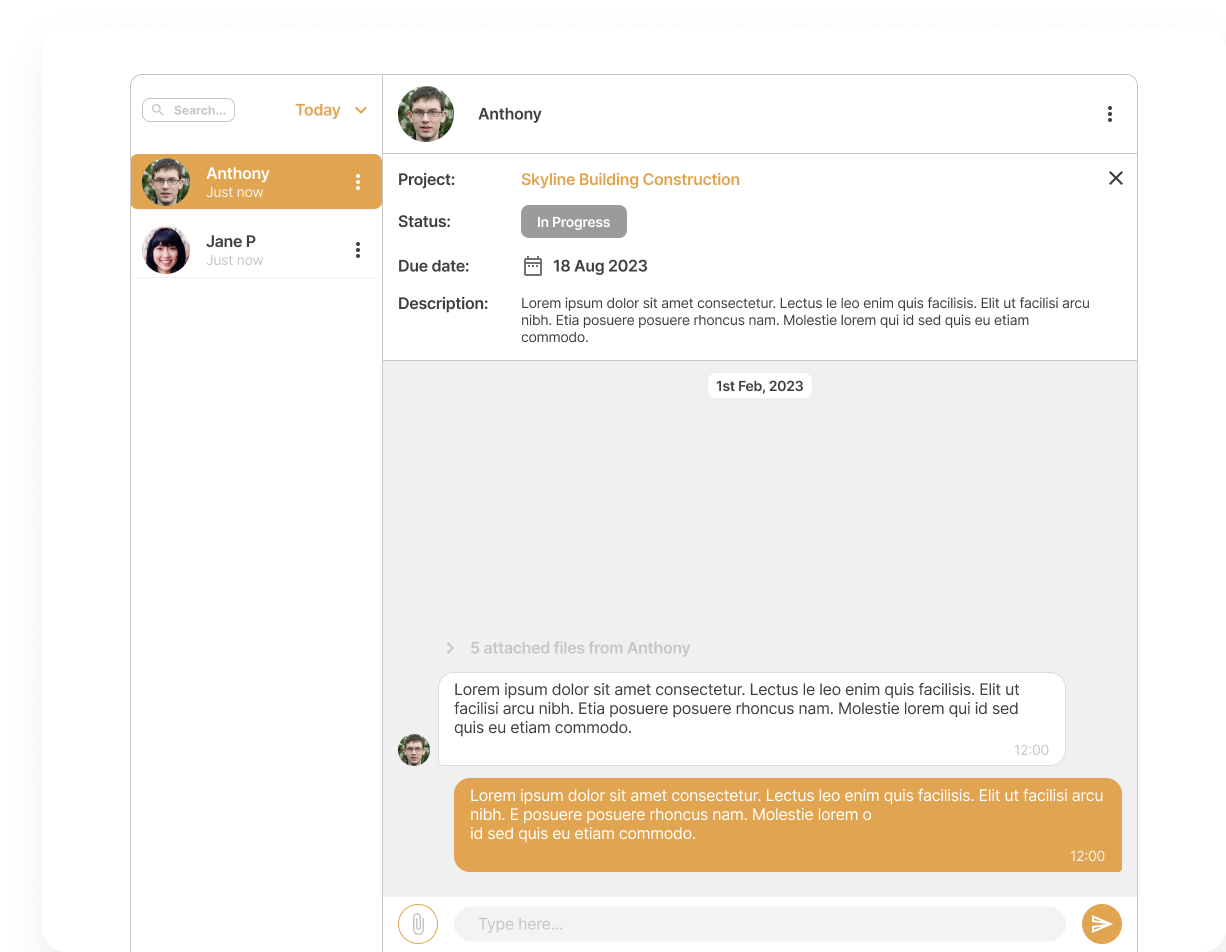 Search...
Today
Anthony
Just now
Jane P
Just now
Anthony
Project:
Skyline Building Construction
Status:
In Progress
Due date:
18 Aug 2023
Description:
Lorem ipsum dolor sit amet consectetur. Lectus le leo enim quis facilisis. Elit ut facilisi arcu
nibh. Etia posuere posuere rhoncus nam. Molestie lorem qui id sed quis eu etiam
commodo.
1st Feb, 2023
5 attached files from Anthony
Lorem ipsum dolor sit amet consectetur. Lectus le leo enim quis facilisis. Elit ut
facilisi arcu nibh. Etia posuere posuere rhoncus nam. Molestie lorem qui id sed
quis eu etiam commodo.
12:00
Lorem ipsum dolor sit amet consectetur. Lectus leo enim quis facilisis. Elit ut facilisi arcu
nibh. E posuere posuere rhoncus nam. Molestie lorem o
id sed quis eu etiam commodo.
12:00
Type here...